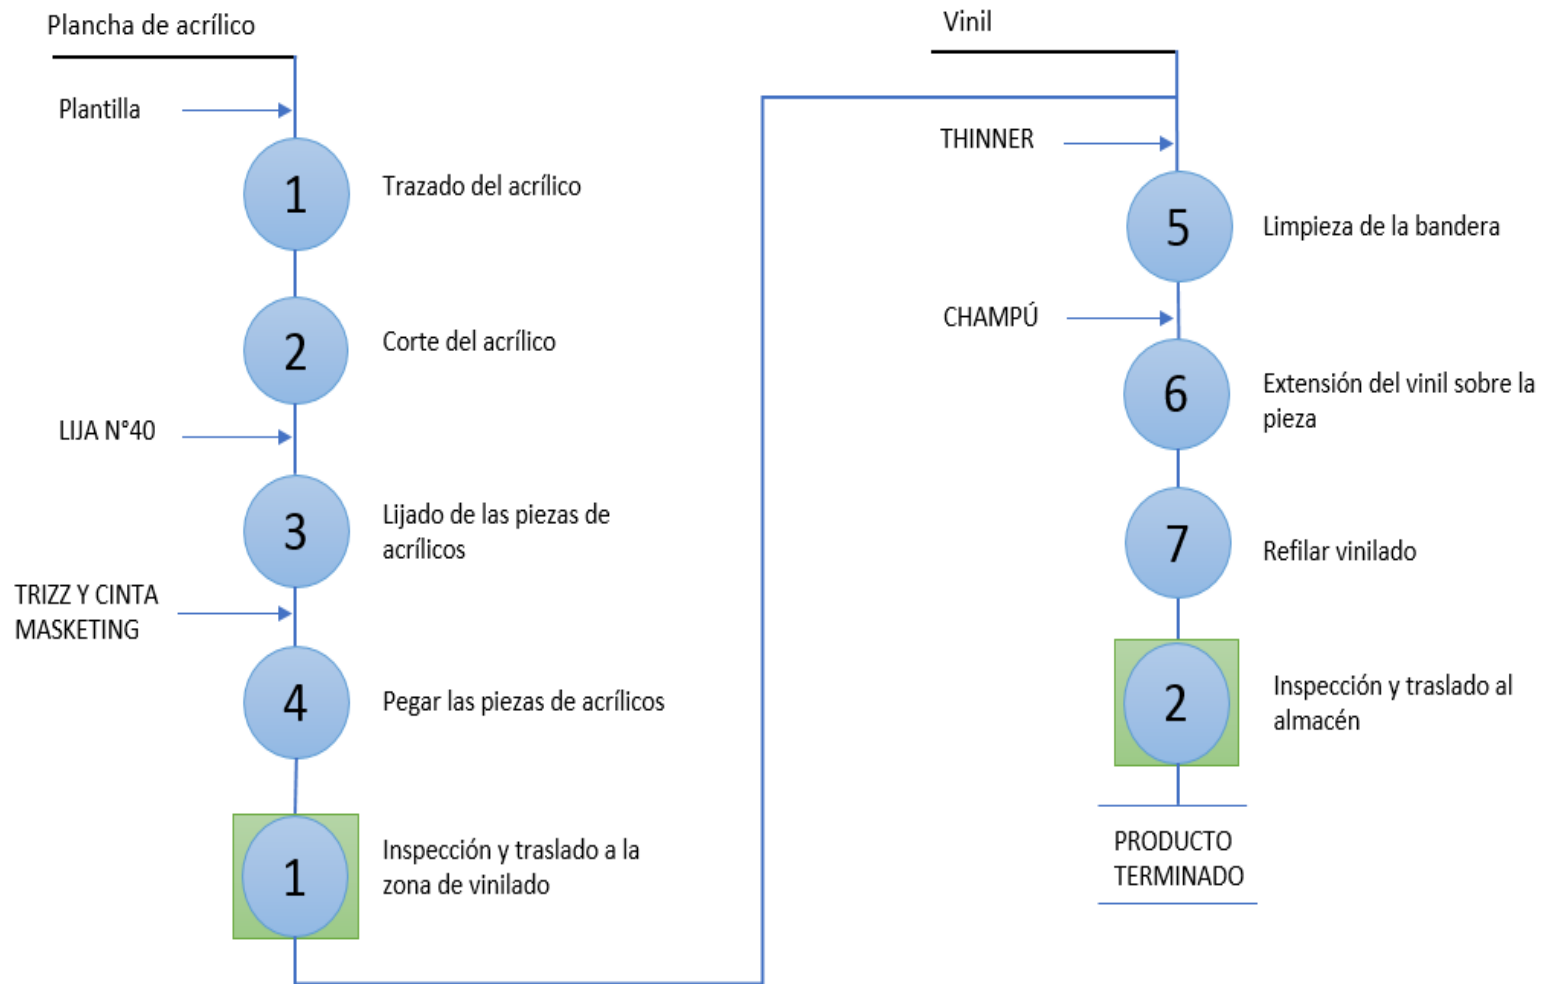 Plancha de acrílico
Plantilla
1
Trazado del acrílico
2
Corte del acrílico
LIJA N°40
3
Lijado de las piezas de
acrílicos
TRIZZ Y CINTA
MASKETING
4
Pegar las piezas de acrílicos
1
Inspección y traslado a la
zona de vinilado
Vinil
THINNER
5
Limpieza de la bandera
CHAMPÚ
6
Extensión del vinil sobre la
pieza
7
Refilar vinilado
2
Inspección y traslado al
almacén
PRODUCTO
TERMINADO